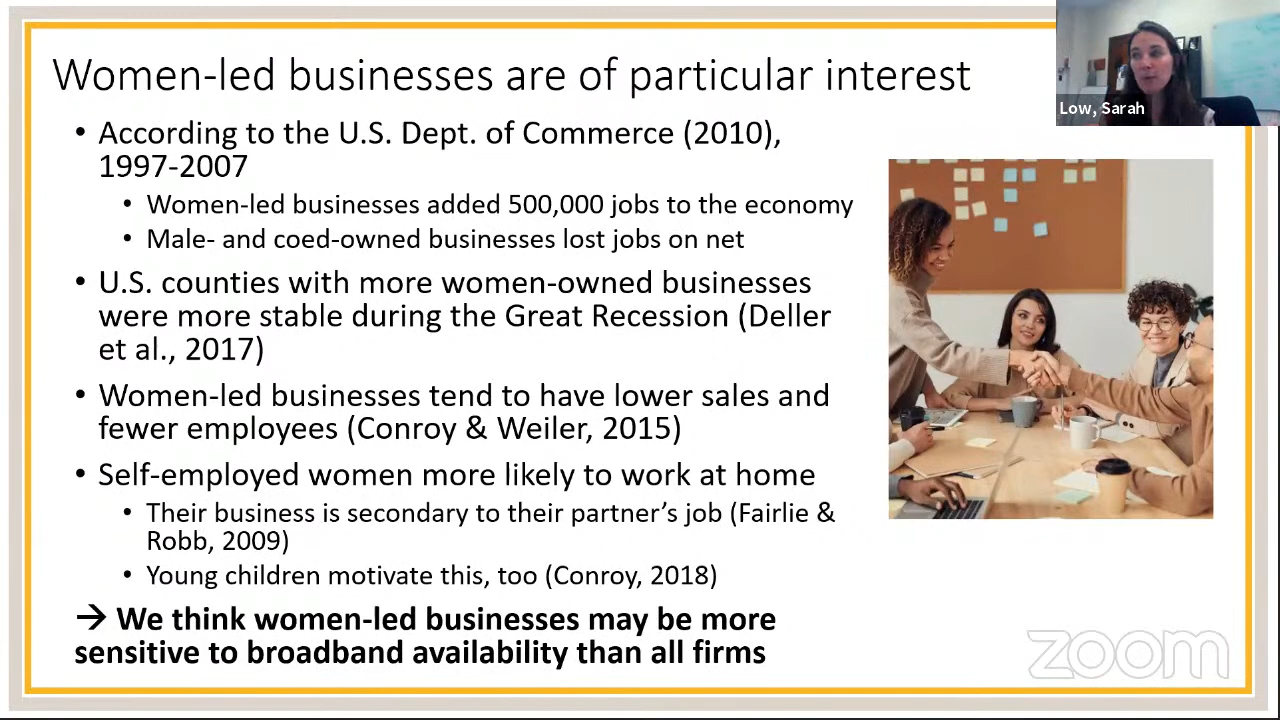 Women-led businesses are of particular interest
Low, Sarah
• According to the U.S. Dept. of Commerce (2010),
1997-2007
• Women-led businesses added 500,000 jobs to the economy
• Male- and coed-owned businesses lost jobs on net
• U.S. counties with more women-owned businesses
were more stable during the Great Recession (Deller
et al., 2017)
• Women-led businesses tend to have lower sales and
fewer employees (Conroy & Weiler, 2015)
• Self-employed women more likely to work at home
• Their business is secondary to their partner’s job (Fairlie &
Robb, 2009)
• Young children motivate this, too (Conroy, 2018)
→ We think women-led businesses may be more
sensitive to broadband availability than all firms
zoom